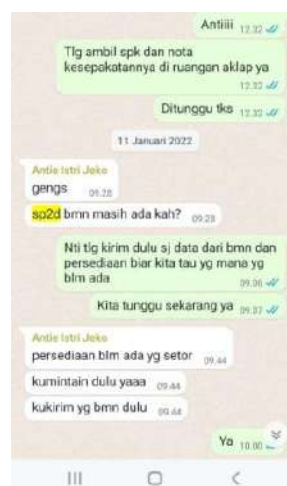 Antiiii 12.32
Tlg ambil spk dan nota
kesepakatannya di ruangan aklap ya
12.32
Ditunggu tks 12.32
11 Januari 2022
Antie Istri Joko
gengs 09.28
sp2d bmn masih ada kah? 09.28
Nti tlg kirim dulu sj data dari bmn dan
persediaan biar kita tau yg mana yg
blm ada
09.06
Kita tunggu sekarang ya 09.37
Antie Istri Joko
persediaan blm ada yg setor 09.44
kumintain dulu yaaa 09.44
kukirim yg bmn dulu 09.44
Ya 10.00